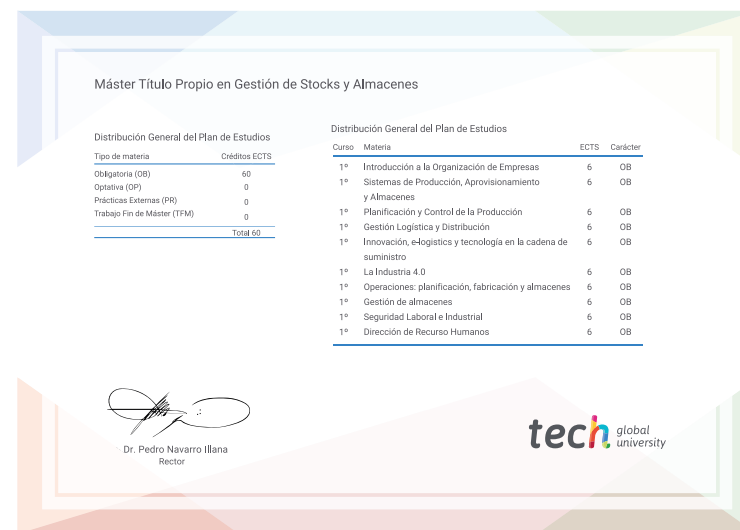 Máster Título Propio en Gestión de Stocks y Almacenes
Distribución General del Plan de Estudios
Tipo de materia Créditos ECTS
Obligatoria (OB) 60
Optativa (OP) 0
Prácticas Externas (PR) 0
Trabajo Fin de Máster (TFM) 0
Total 60
Distribución General del Plan de Estudios
Curso Materia ECTS Carácter
1º Introducción a la Organización de Empresas 6 OB
1º Sistemas de Producción, Aprovisionamiento 6 OB
y Almacenes
1º Planificación y Control de la Producción 6 OB
1º Gestión Logística y Distribución 6 OB
1º Innovación, e-logistics y tecnología en la cadena de 6 OB
suministro
1º La Industria 4.0 6 OB
1º Operaciones: planificación, fabricación y almacenes 6 OB
1º Gestión de almacenes 6 OB
1º Seguridad Laboral e Industrial 6 OB
1º Dirección de Recurso Humanos 6 OB
Dr. Pedro Navarro Illana
Rector
tech global
university